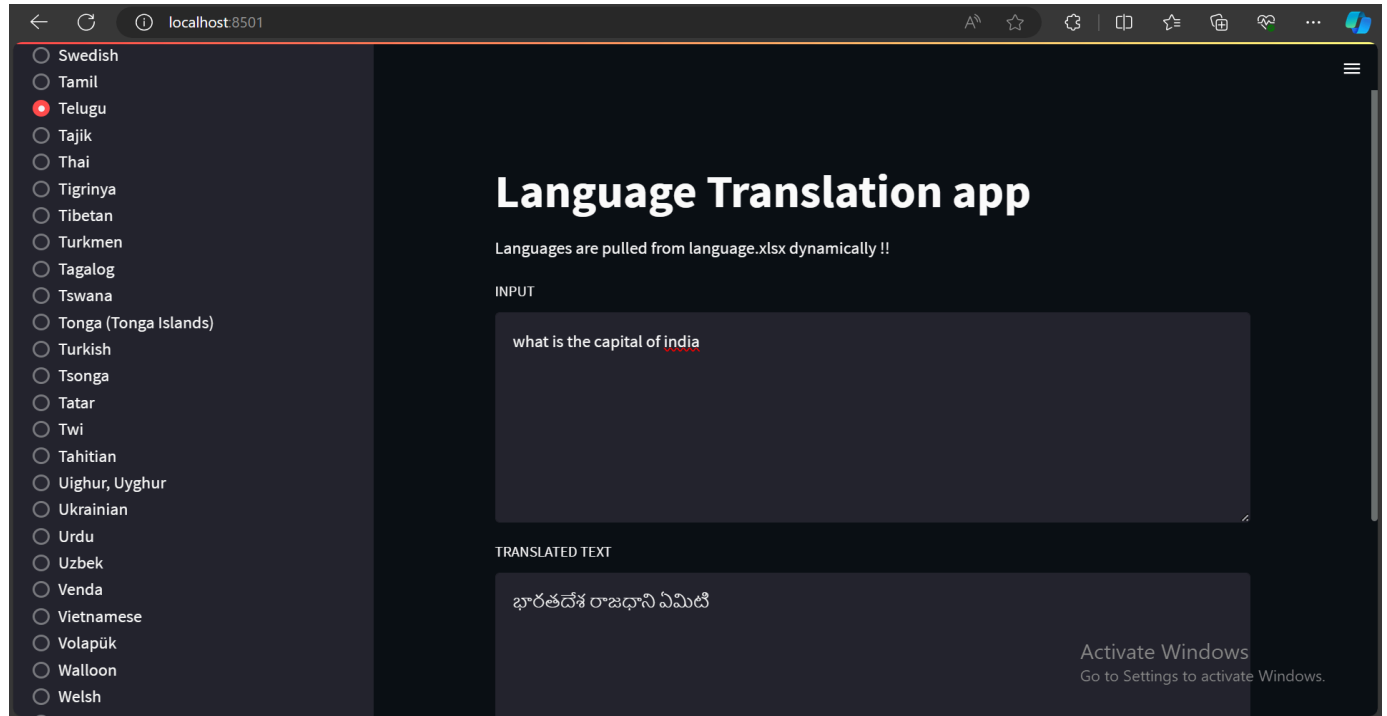 localhost:8501
Swedish
Tamil
Telugu
Tajik
Thai
Tigrinya
Tibetan
Turkmen
Tagalog
Tswana
Tonga (Tonga Islands)
Turkish
Tsonga
Tatar
Twi
Tahitian
Uighur, Uyghur
Ukrainian
Urdu
Uzbek
Venda
Vietnamese
Volapük
Walloon
Welsh
Language Translation app
Languages are pulled from language.xlsx dynamically !!
INPUT
what is the capital of india
TRANSLATED TEXT
భారతదేశ రాజధాని ఏమిటి
Activate Windows
Go to Settings to activate Windows.